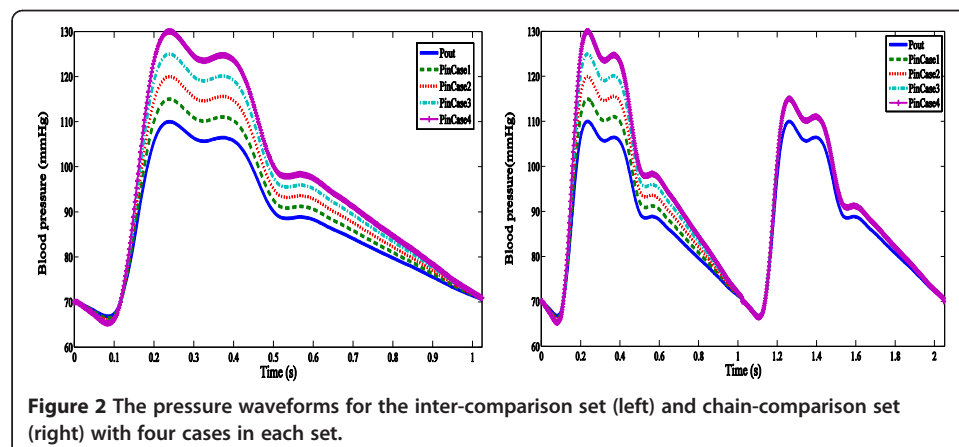 130
120
110
100
90
80
70
60
Blood pressure (mmHg)
0
0.1
0.2
0.3
0.4
0.5
0.6
0.7
0.8
0.9
1
Time (s)
Pout
PinCase1
PinCase2
PinCase3
PinCase4
130
120
110
100
90
80
70
60
Blood pressure(mmHg)
0
0.2
0.4
0.6
0.8
1
1.2
1.4
1.6
1.8
2
Time (s)
Pout
PinCase1
PinCase2
PinCase3
PinCase4
Figure 2 The pressure waveforms for the inter-comparison set (left) and chain-comparison set
(right) with four cases in each set.